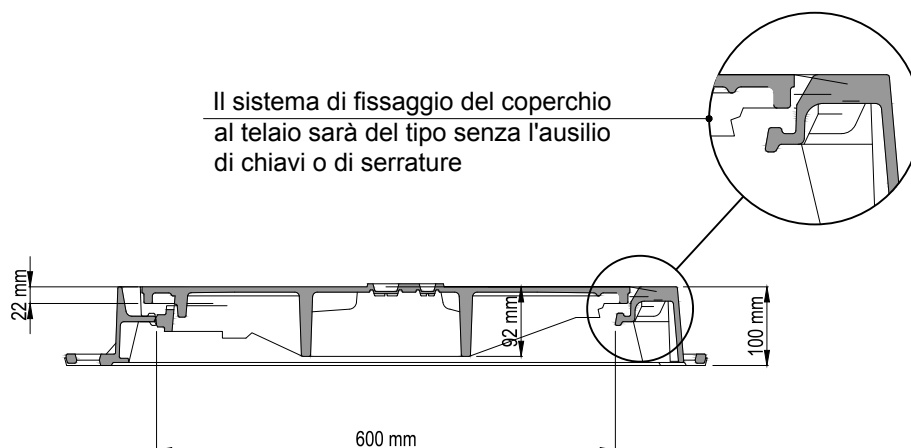 Il sistema di fissaggio del coperchio
al telaio sarà del tipo senza l'ausilio
di chiavi o di serrature
22 mm
92 mm
100 mm
600 mm